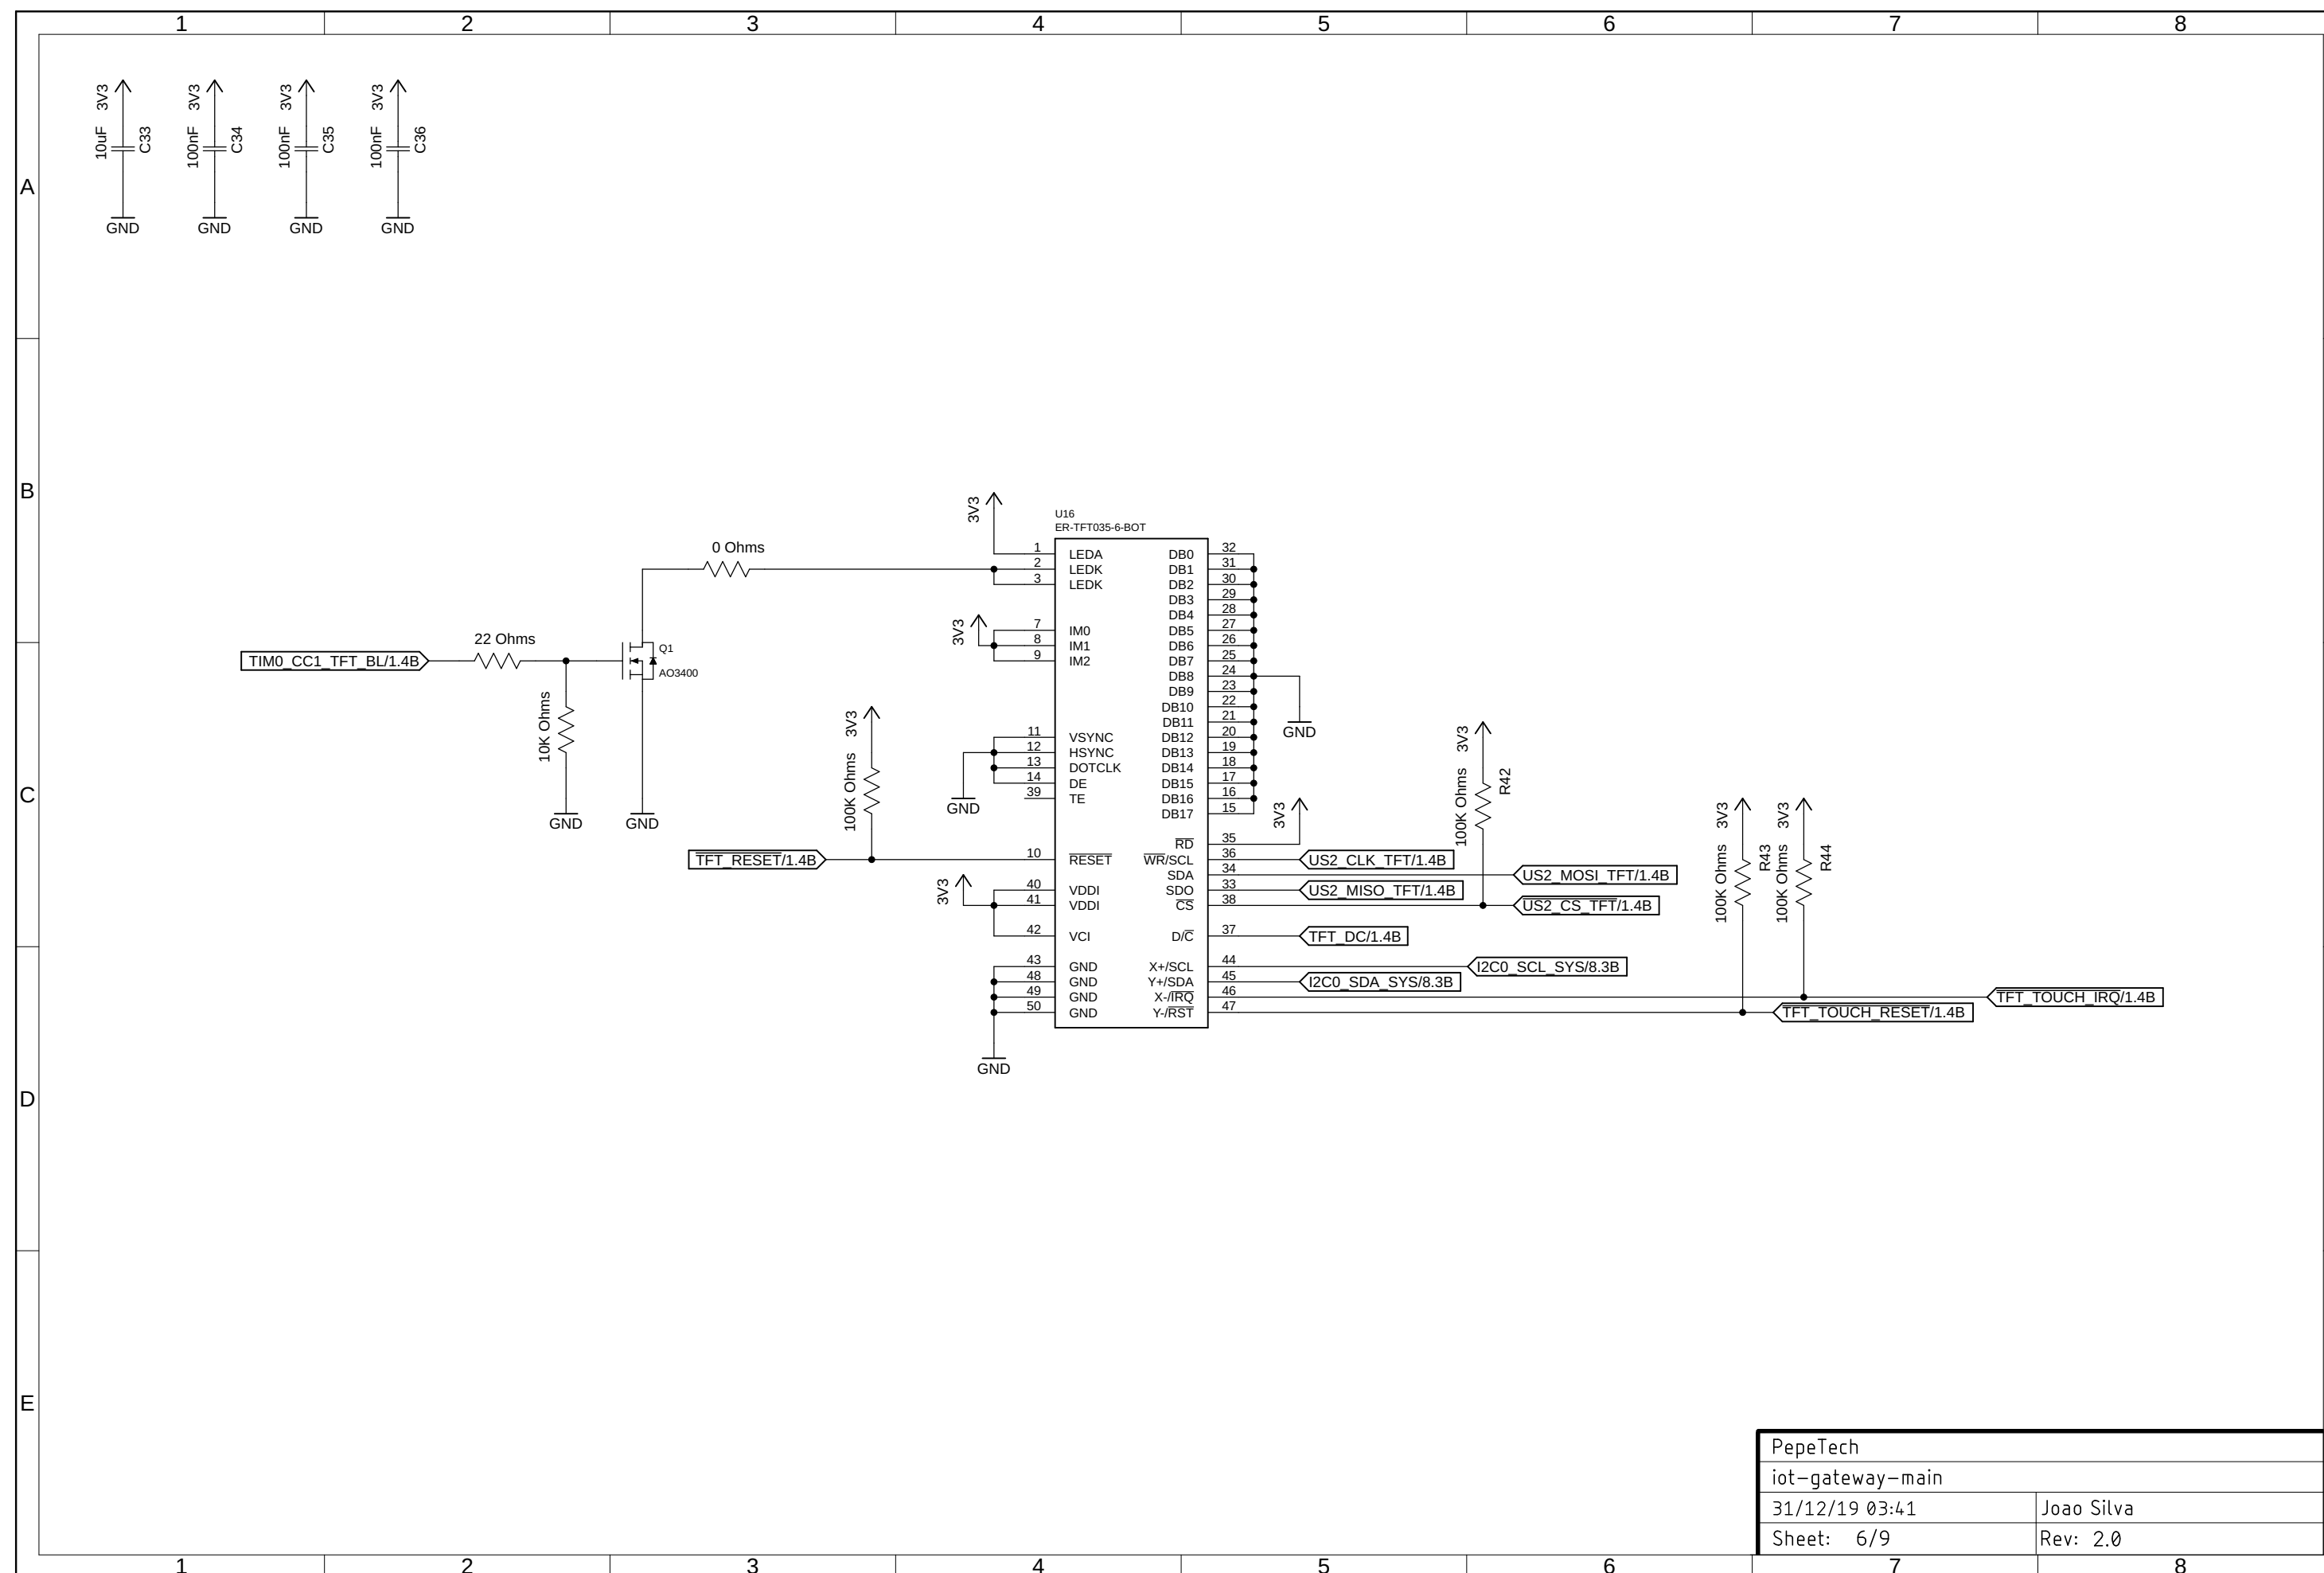 1 2 3 4 5 6 7 8
A
B
C
D
E
10uF 3V3 C33 GND
100nF 3V3 C34 GND
100nF 3V3 C35 GND
100nF 3V3 C36 GND
TIM0_CC1_TFT_BL/1.4B
22 Ohms
10K Ohms
GND
Q1
AO3400
GND
0 Ohms
3V3
3V3
100K Ohms 3V3
TFT_RESET/1.4B
GND
3V3
GND
U16
ER-TFT035-6-BOT
1 LEDA
2 LEDK
3 LEDK
7 IM0
8 IM1
9 IM2
11 VSYNC
12 HSYNC
13 DOTCLK
14 DE
39 TE
10 RESET
40 VDDI
41 VDDI
42 VCI
43 GND
48 GND
49 GND
50 GND
DB0 32
DB1 31
DB2 30
DB3 29
DB4 28
DB5 27
DB6 26
DB7 25
DB8 24
DB9 23
DB10 22
DB11 21
DB12 20
DB13 19
DB14 18
DB15 17
DB16 16
DB17 15
RD 35
WR/SCL 36
SDA 34
SDO 33
CS 38
D/C 37
X+/SCL 44
Y+/SDA 45
X-/IRQ 46
Y-/RST 47
GND
3V3
US2_CLK_TFT/1.4B
US2_MOSI_TFT/1.4B
US2_MISO_TFT/1.4B
US2_CS_TFT/1.4B
TFT_DC/1.4B
I2C0_SCL_SYS/8.3B
I2C0_SDA_SYS/8.3B
TFT_TOUCH_IRQ/1.4B
TFT_TOUCH_RESET/1.4B
100K Ohms 3V3 R42
100K Ohms 3V3 R43
100K Ohms 3V3 R44
PepeTech
iot-gateway-main
31/12/19 03:41 Joao Silva
Sheet: 6/9 Rev: 2.0
1 2 3 4 5 6 7 8